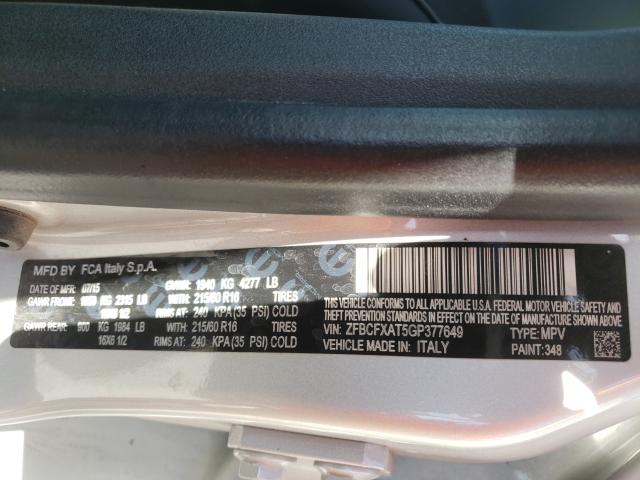 MFD BY FCA Italy S.p.A.
DATE OF MFR: 07/15 GVWR: 1940 KG 4277 LB
GAWR FRONT: 1050 KG 2315 LB WITH: 215/60 R16 TIRES
16X6 1/2 RIMS AT: 240 KPA(35 PSI) COLD
GAWR REAR: 900 KG 1984 LB WITH: 215/60 R16 TIRES
16X6 1/2 RIMS AT: 240 KPA(35 PSI) COLD
THIS VEHICLE CONFORMS TO ALL APPLICABLE
FEDERAL MOTOR VEHICLE SAFETY
AND THEFT PREVENTION STANDARDS IN EFFECT
ON THE DATE OF MANUFACTURE SHOWN ABOVE.
VIN: ZFBCFXAT5GP377649 TYPE: MPV
VEHICLE MADE IN: ITALY PAINT: 348